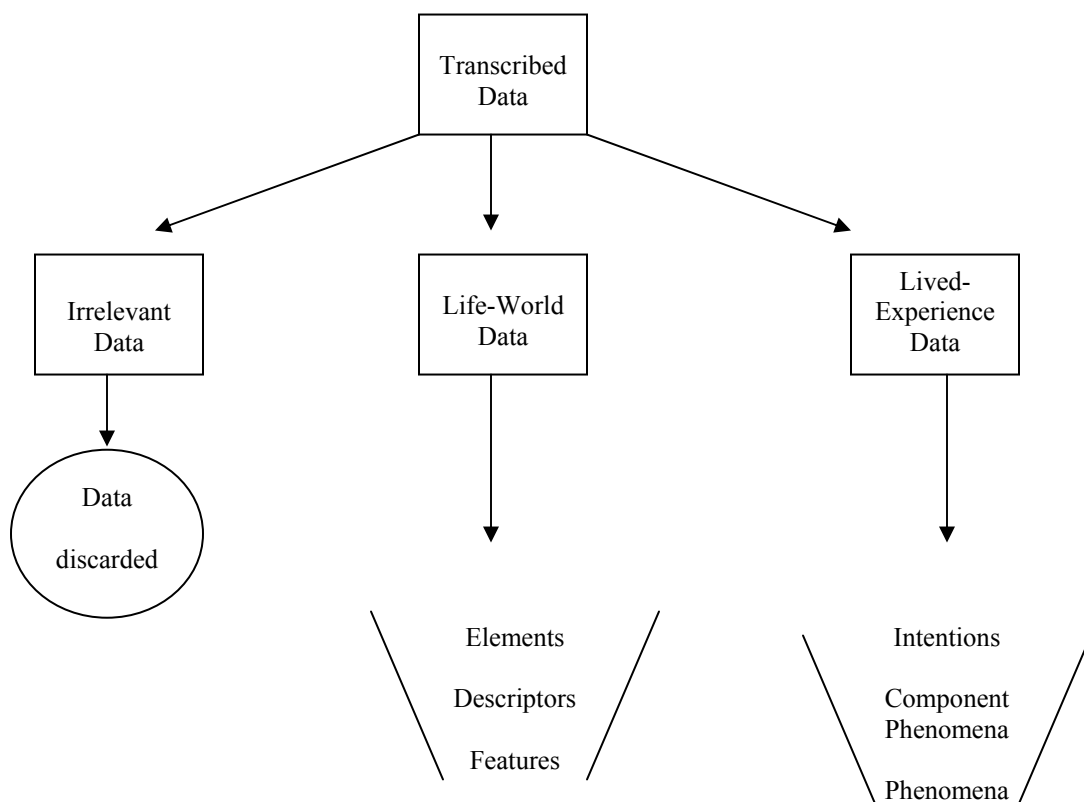 Transcribed
Data
Irrelevant
Data
Life-World
Data
Lived-
Experience
Data
Data
discarded
Elements
Descriptors
Features
Intentions
Component
Phenomena
Phenomena